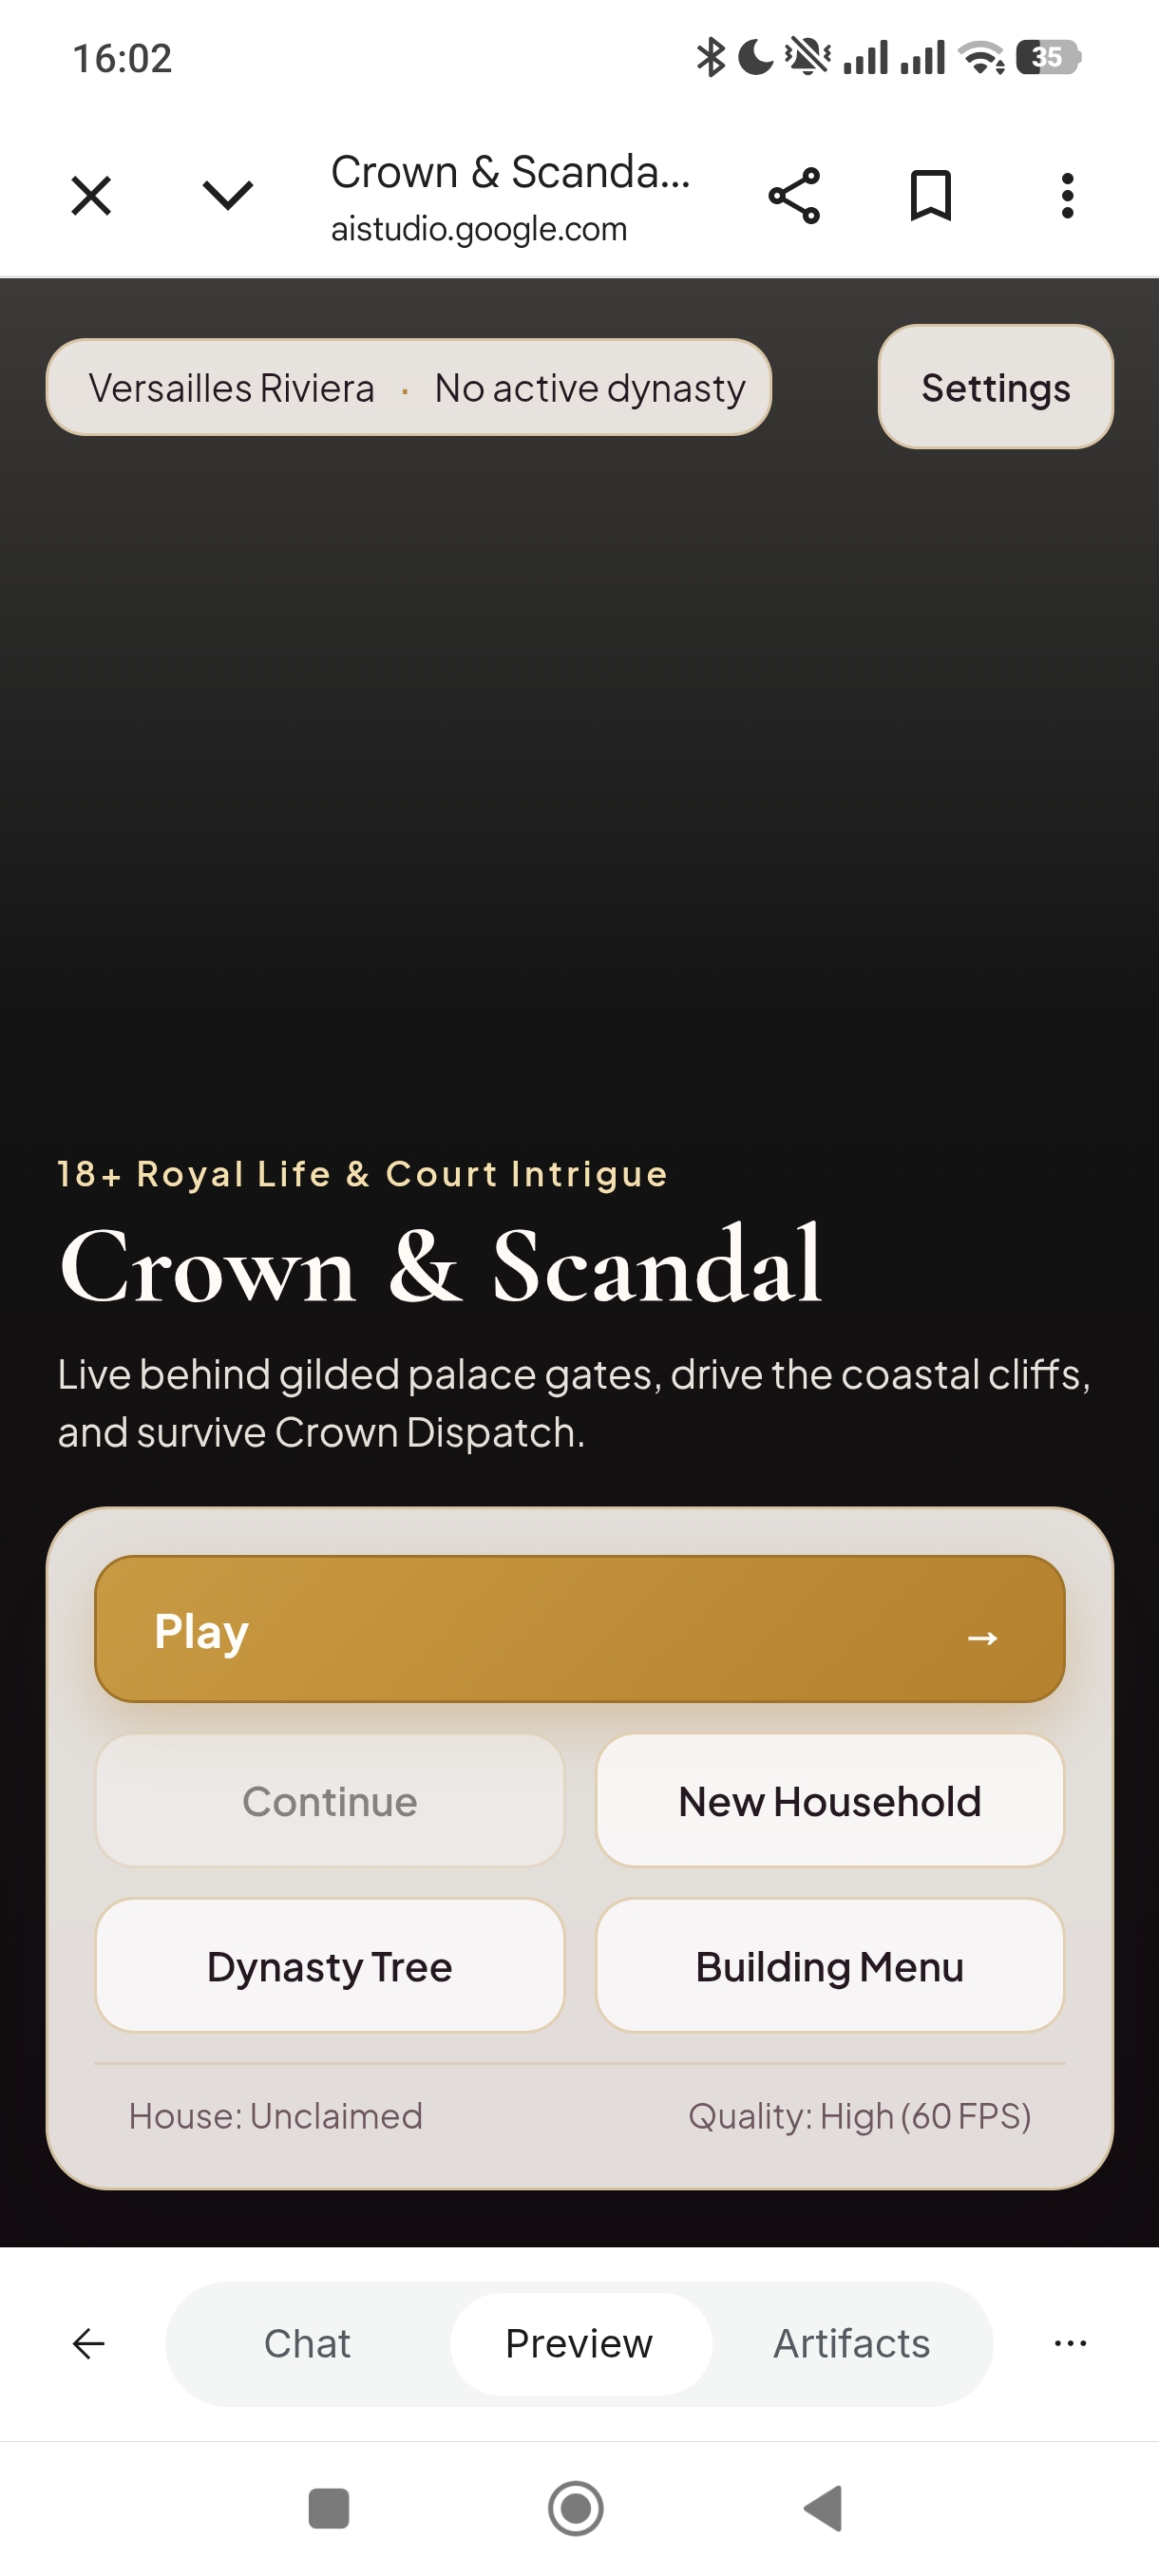 16:02
35
Crown & Scanda...
aistudio.google.com
Versailles Riviera · No active dynasty
Settings
18+ Royal Life & Court Intrigue
Crown & Scandal
Live behind gilded palace gates, drive the coastal cliffs,
and survive Crown Dispatch.
Play →
Continue
New Household
Dynasty Tree
Building Menu
House: Unclaimed
Quality: High (60 FPS)
Chat
Preview
Artifacts